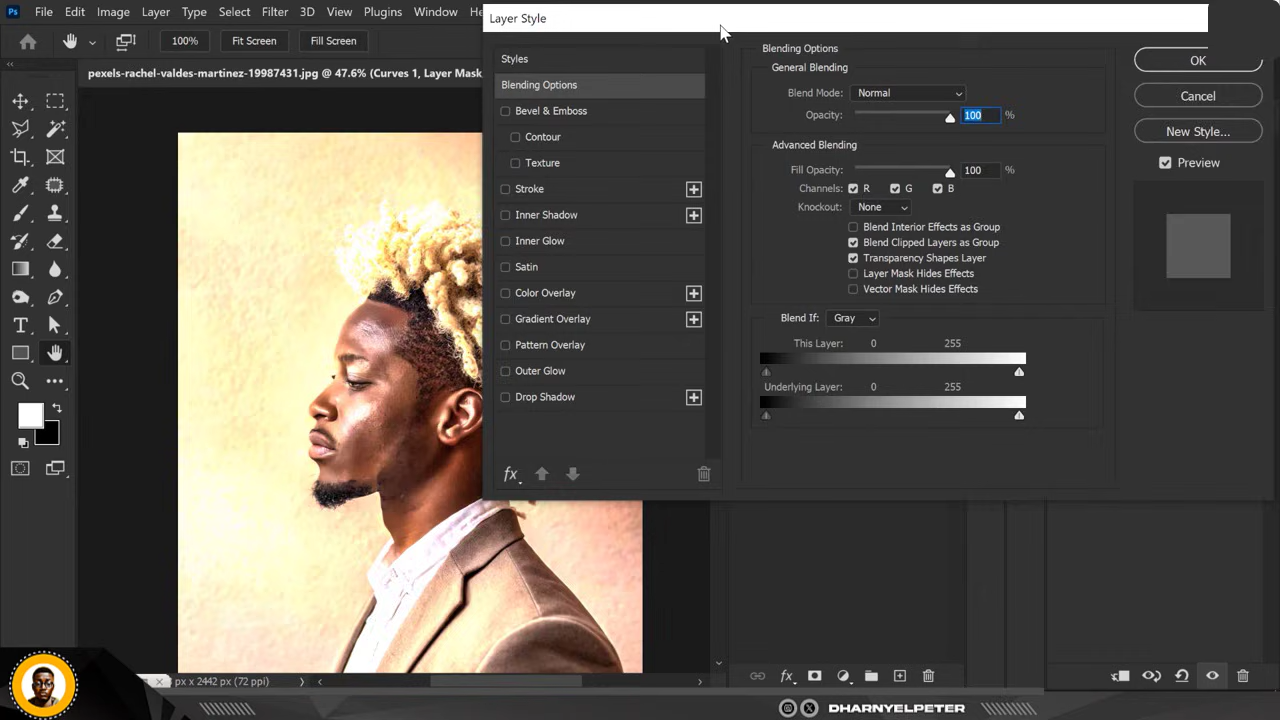 Ps File Edit Image Layer Type Select Filter 3D View Plugins Window He
Layer Style
100% Fit Screen Fill Screen
pexels-rachel-valdes-martinez-19987431.jpg @ 47.6% (Curves 1, Layer Mask
Styles
Blending Options
Bevel & Emboss
Contour
Texture
Stroke
Inner Shadow
Inner Glow
Satin
Color Overlay
Gradient Overlay
Pattern Overlay
Outer Glow
Drop Shadow
fx
Blending Options
General Blending
Blend Mode: Normal
Opacity: 100 %
Advanced Blending
Fill Opacity: 100 %
Channels: R G B
Knockout: None
Blend Interior Effects as Group
Blend Clipped Layers as Group
Transparency Shapes Layer
Layer Mask Hides Effects
Vector Mask Hides Effects
Blend If: Gray
This Layer: 0 255
Underlying Layer: 0 255
OK
Cancel
New Style...
Preview
px x 2442 px (72 ppi)
fx
DHARNYELPETER